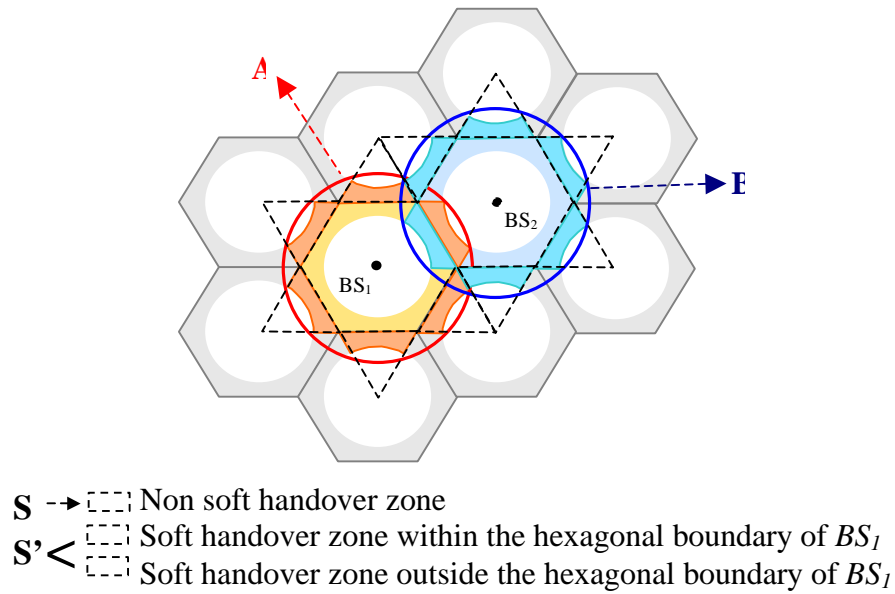 A
B
BS2
BS1
S Non soft handover zone
S’< Soft handover zone within the hexagonal boundary of BS1
Soft handover zone outside the hexagonal boundary of BS1